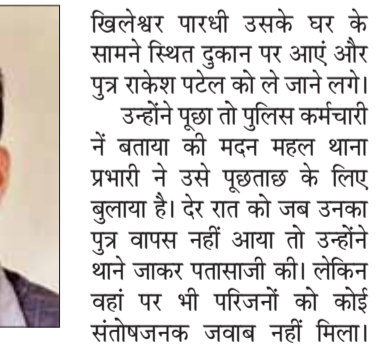 खिलेश्वर पारधी उसके घर के
सामने स्थित दुकान पर आएं और
पुत्र राकेश पटेल को ले जाने लगे।
उन्होंने पूछा तो पुलिस कर्मचारी
नें बताया की मदन महल थाना
प्रभारी ने उसे पूछताछ के लिए
बुलाया है। देर रात को जब उनका
पुत्र वापस नहीं आया तो उन्होंने
थाने जाकर पतासाजी की। लेकिन
वहां पर भी परिजनों को कोई
संतोषजनक जवाब नहीं मिला।